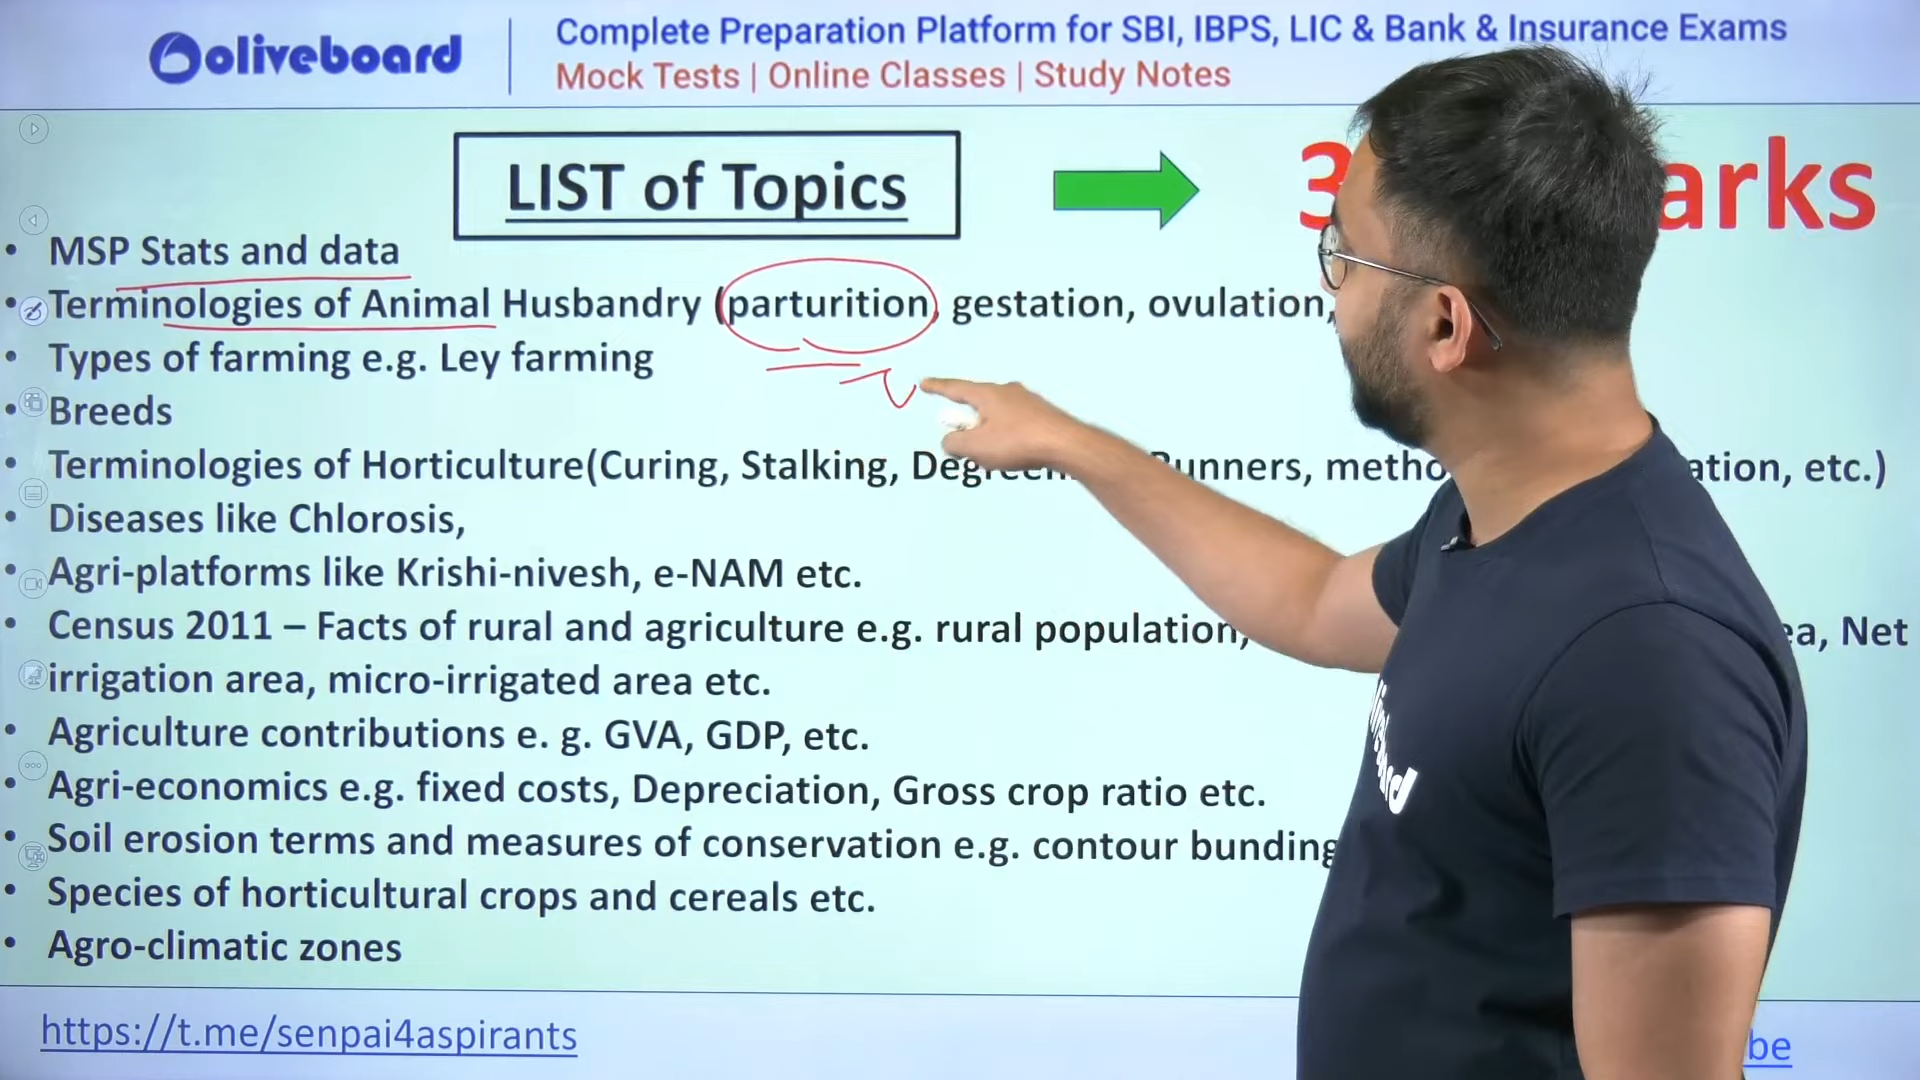 oliveboard
Complete Preparation Platform for SBI, IBPS, LIC & Bank & Insurance Exams
Mock Tests | Online Classes | Study Notes
LIST of Topics
3 arks
• MSP Stats and data
• Terminologies of Animal Husbandry (parturition, gestation, ovulation,
• Types of farming e.g. Ley farming
• Breeds
• Terminologies of Horticulture(Curing, Stalking, Runners, etc.)
• Diseases like Chlorosis,
• Agri-platforms like Krishi-nivesh, e-NAM etc.
• Census 2011 – Facts of rural and agriculture e.g. rural population, Net
irrigation area, micro-irrigated area etc.
• Agriculture contributions e. g. GVA, GDP, etc.
• Agri-economics e.g. fixed costs, Depreciation, Gross crop ratio etc.
• Soil erosion terms and measures of conservation e.g. contour bunding
• Species of horticultural crops and cereals etc.
• Agro-climatic zones
https://t.me/senpai4aspirants
be